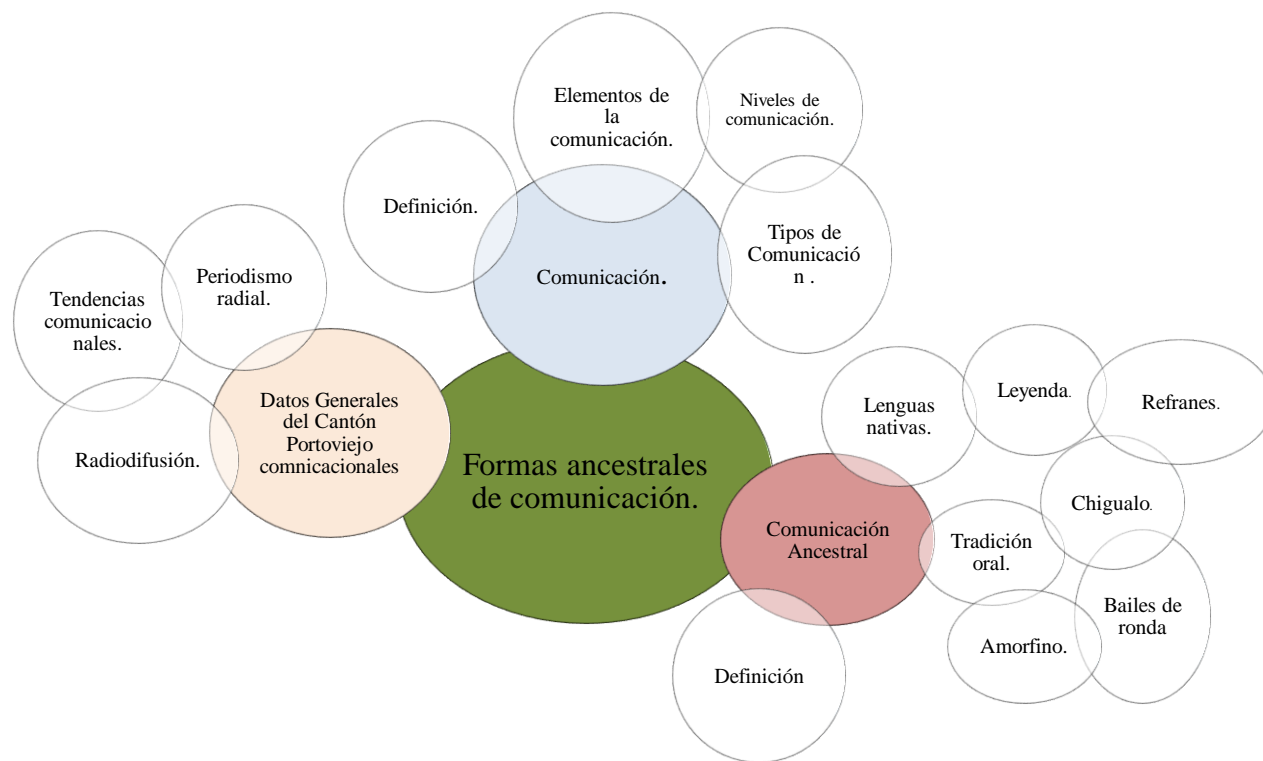 Elementos de
la
comunicación.
Niveles de
comunicación.
Definición.
Tipos de
Comunicació
n .
Comunicación.
Periodismo
radial.
Tendencias
comunicacio
nales.
Radiodifusión.
Datos Generales
del Cantón
Portoviejo
comnicacionales
Formas ancestrales
de comunicación.
Lenguas
nativas.
Leyenda.
Refranes.
Chigualo.
Comunicación
Ancestral
Tradición
oral.
Bailes de
ronda
Amorfino.
Definición